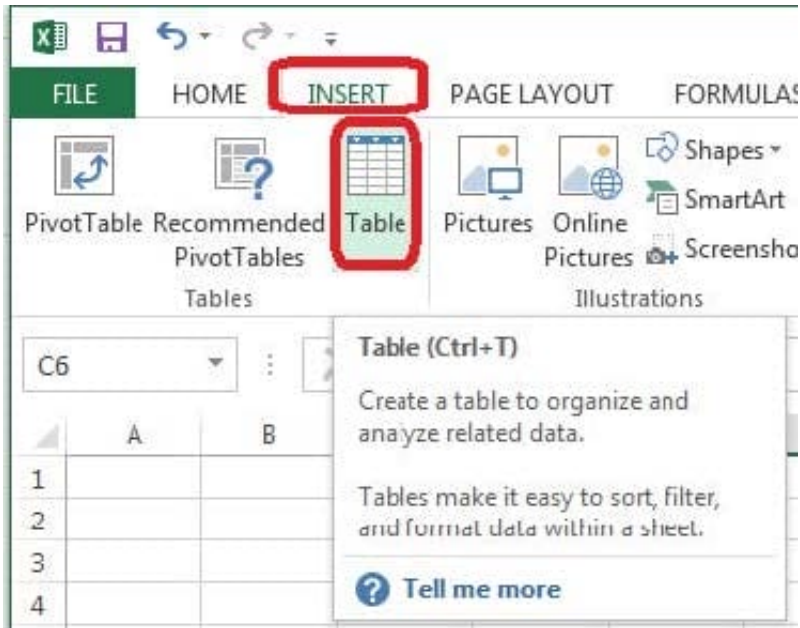 FILE HOME INSERT PAGE LAYOUT FORMULAS
PivotTable Recommended PivotTables Table Pictures Online Pictures
Shapes
SmartArt
Screensho
Tables Illustrations
C6
Table (Ctrl+T)
Create a table to organize and
analyze related data.
Tables make it easy to sort, filter,
and format data within a sheet.
Tell me more
A B
1
2
3
4